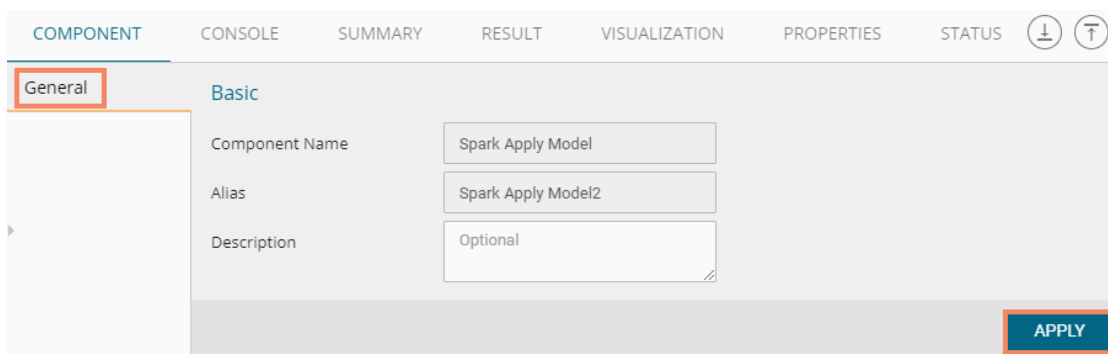 COMPONENT CONSOLE SUMMARY RESULT VISUALIZATION PROPERTIES STATUS
General
Basic
Component Name Spark Apply Model
Alias Spark Apply Model2
Description Optional
APPLY